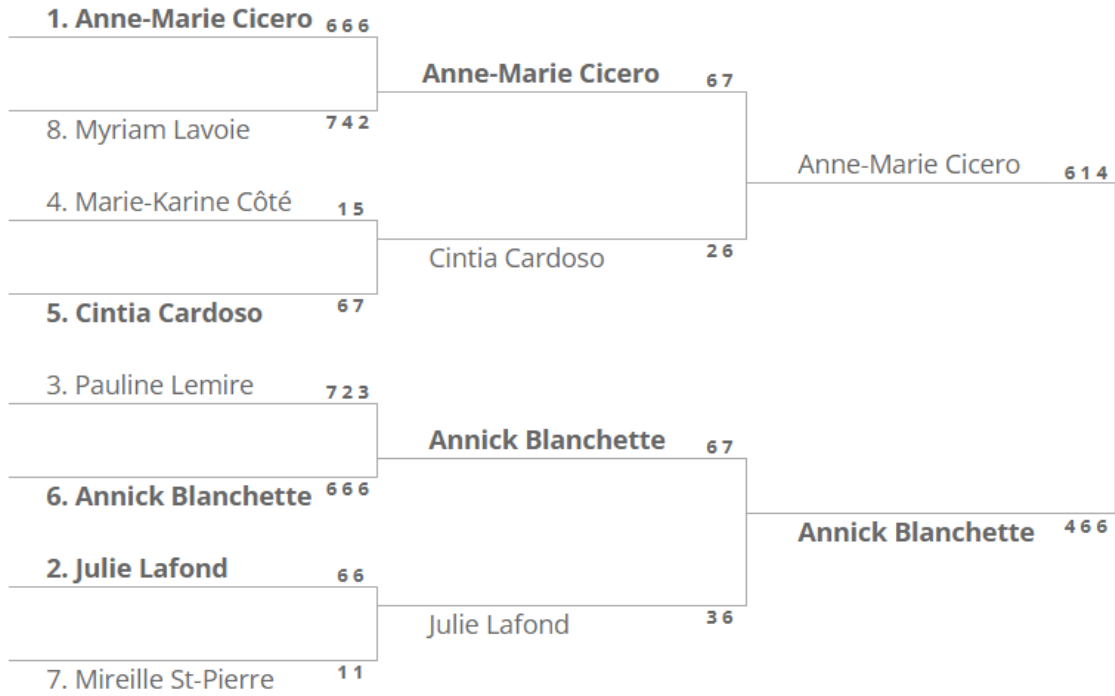 1. Anne-Marie Cicero 6 6 6
8. Myriam Lavoie 7 4 2
4. Marie-Karine Côté 1 5
5. Cintia Cardoso 6 7
3. Pauline Lemire 7 2 3
6. Annick Blanchette 6 6 6
2. Julie Lafond 6 6
7. Mireille St-Pierre 1 1
Anne-Marie Cicero 6 7
Cintia Cardoso 2 6
Annick Blanchette 6 7
Julie Lafond 3 6
Anne-Marie Cicero 6 1 4
Annick Blanchette 4 6 6